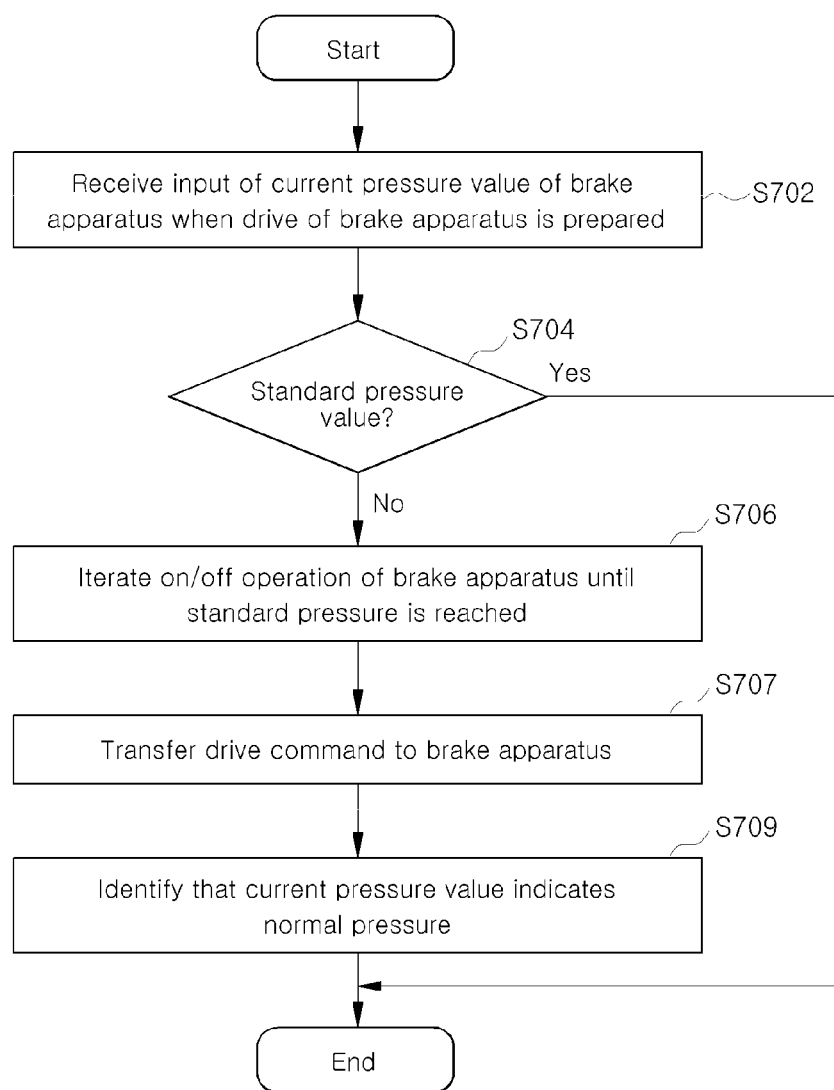 Start
Receive input of current pressure value of brake
apparatus when drive of brake apparatus is prepared
S702
S704
Standard pressure
value?
Yes
No
S706
Iterate on/off operation of brake apparatus until
standard pressure is reached
S707
Transfer drive command to brake apparatus
S709
Identify that current pressure value indicates
normal pressure
End